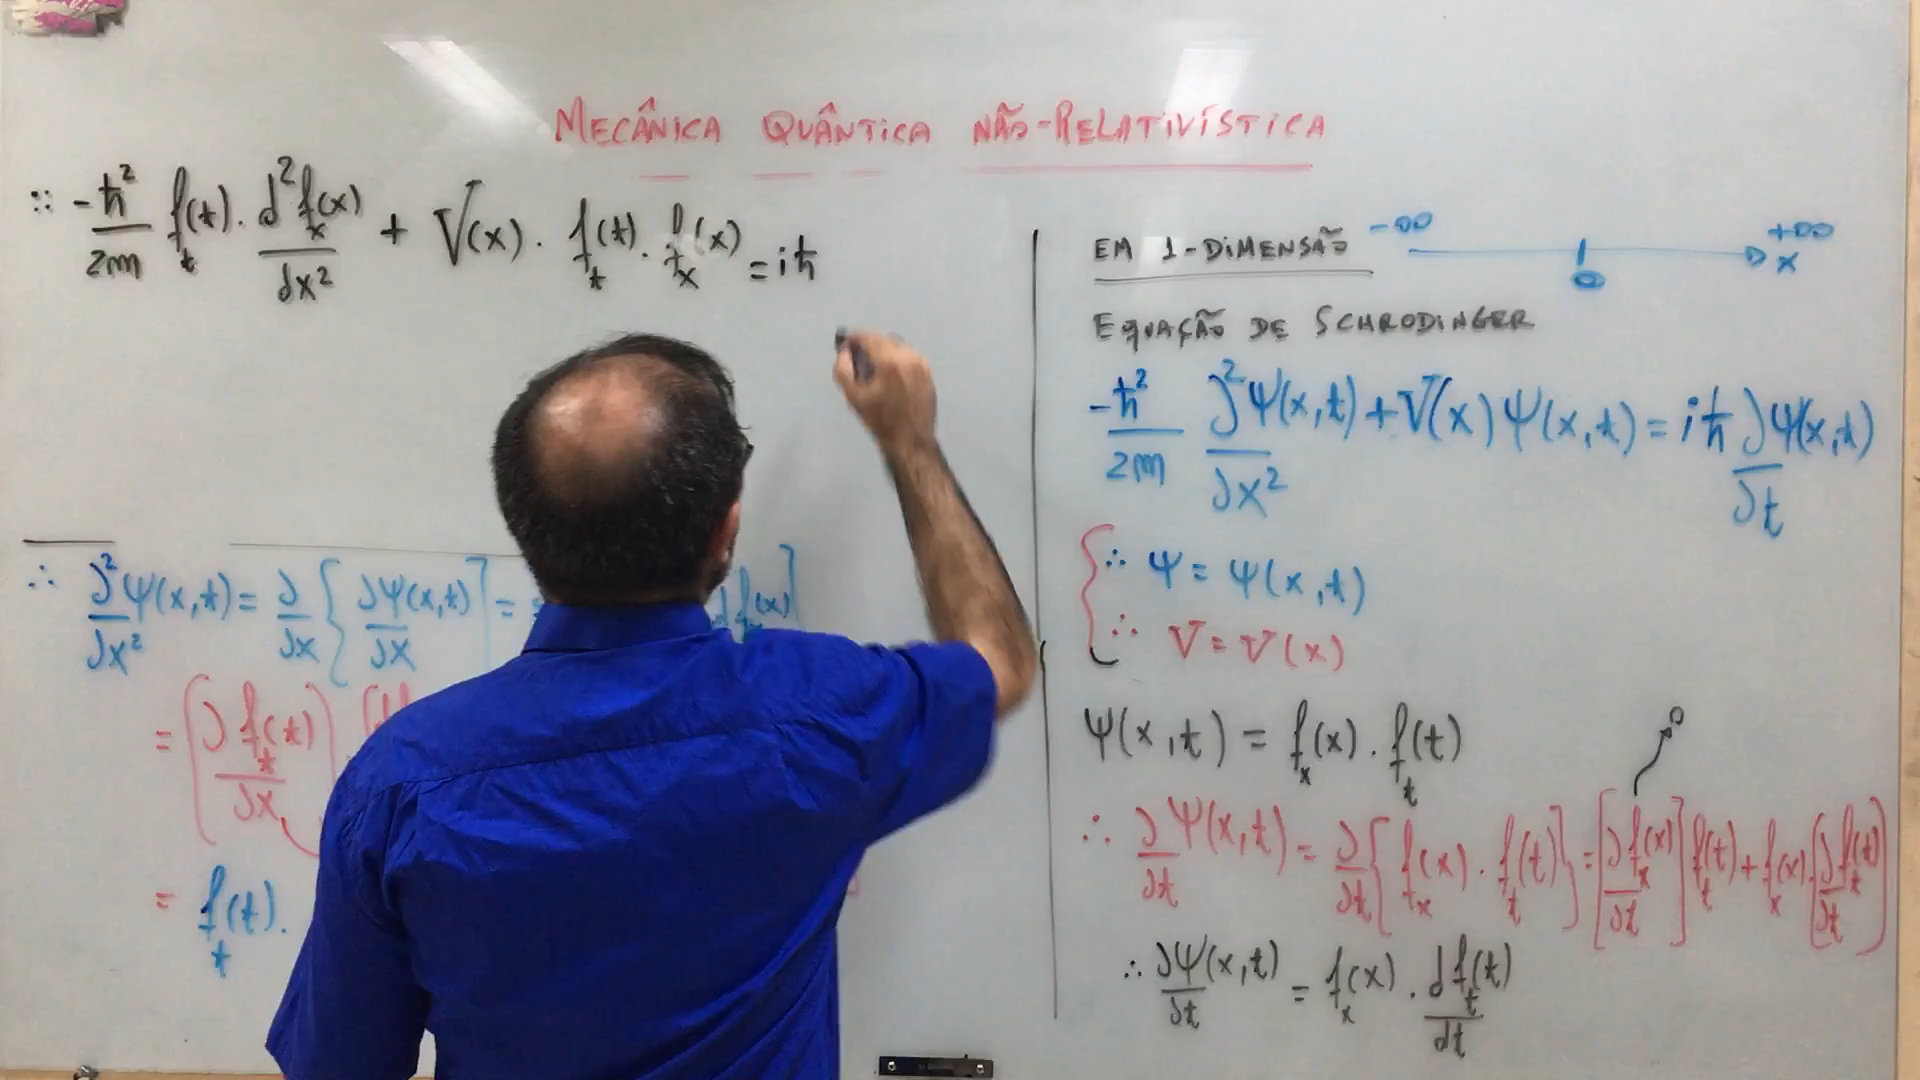 MECÂNICA QUÂNTICA NÃO-RELATIVÍSTICA
∴ -ħ²/2m f_t(t) . d²f_x(x)/dx² + V(x) . f_t(t) . f_x(x) = iħ
∴ ∂²ψ(x,t)/∂x² = ∂/∂x { ∂ψ(x,t)/∂x ] =
= (∂f_t(t)/∂x)
= f_t(t).
EM 1-DIMENSÃO -∞ 0 +∞ x
EQUAÇÃO DE SCHRODINGER
-ħ²/2m ∂²ψ(x,t)/∂x² + V(x) ψ(x,t) = iħ ∂ψ(x,t)/∂t
∴ ψ = ψ(x,t)
∴ V = V(x)
ψ(x,t) = f_x(x) . f_t(t)
∴ ∂/∂t ψ(x,t) = ∂/∂t { f_x(x) . f_t(t) } = [∂f_x(x)/∂t] f_t(t) + f_x(x) . (∂f_t(t)/∂t)
∴ ∂ψ(x,t)/∂t = f_x(x) . df_t(t)/dt